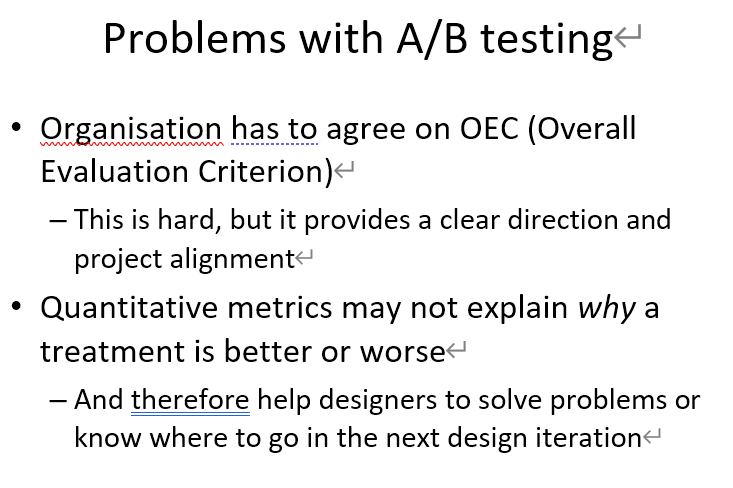 Problems with A/B testing↵
• Organisation has to agree on OEC (Overall
Evaluation Criterion)↵
– This is hard, but it provides a clear direction and
project alignment↵
• Quantitative metrics may not explain why a
treatment is better or worse↵
– And therefore help designers to solve problems or
know where to go in the next design iteration↵